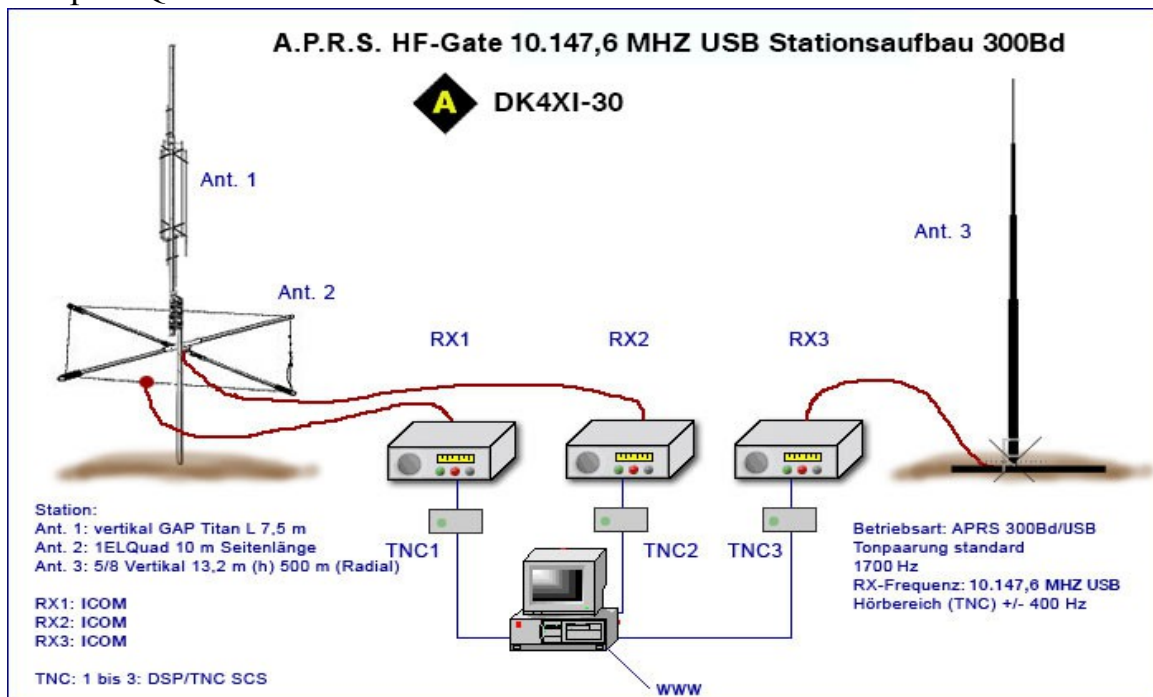 A.P.R.S. HF-Gate 10.147,6 MHZ USB Stationsaufbau 300Bd
A DK4XI-30
Ant. 1
Ant. 2
Ant. 3
RX1
RX2
RX3
TNC1
TNC2
TNC3
Station:
Ant. 1: vertikal GAP Titan L 7,5 m
Ant. 2: 1ELQuad 10 m Seitenlänge
Ant. 3: 5/8 Vertikal 13,2 m (h) 500 m (Radial)
RX1: ICOM
RX2: ICOM
RX3: ICOM
TNC: 1 bis 3: DSP/TNC SCS
Betriebsart: APRS 300Bd/USB
Tonpaarung standard
1700 Hz
RX-Frequenz: 10.147,6 MHZ USB
Hörbereich (TNC) +/- 400 Hz
www